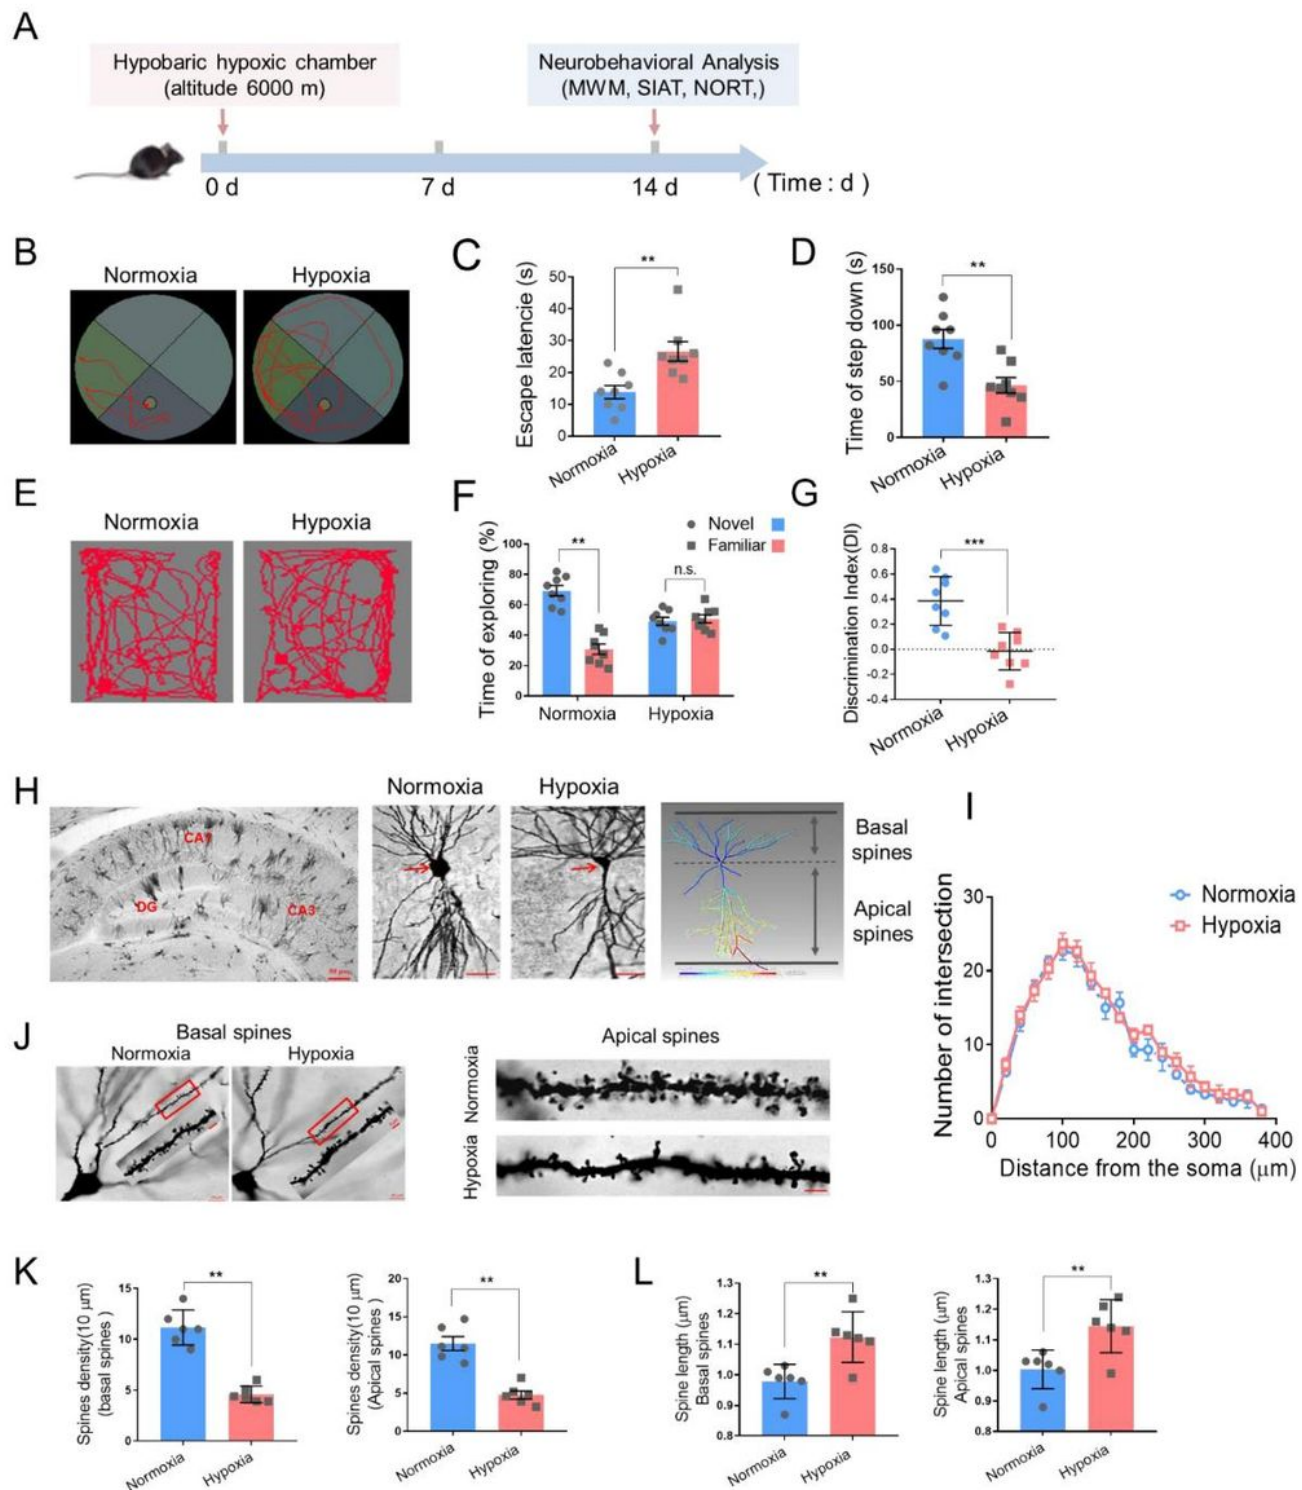 A
Hypobaric hypoxic chamber
(altitude 6000 m)
Neurobehavioral Analysis
(MWM, SIAT, NORT,)
0 d
7 d
14 d
( Time : d )
B
Normoxia
Hypoxia
C
Escape latencie (s)
50
40
30
20
10
0
**
Normoxia
Hypoxia
D
Time of step down (s)
150
100
50
0
**
Normoxia
Hypoxia
E
Normoxia
Hypoxia
F
Time of exploring (%)
100
80
60
40
20
0
**
n.s.
Novel
Familiar
Normoxia
Hypoxia
G
Discrimination Index(DI)
0.8
0.6
0.4
0.2
0.0
-0.2
-0.4
***
Normoxia
Hypoxia
H
CA1
DG
CA3
Normoxia
Hypoxia
Basal
spines
Apical
spines
I
Number of intersection
30
20
10
0
Normoxia
Hypoxia
0
100
200
300
400
Distance from the soma (μm)
J
Basal spines
Normoxia
Hypoxia
Apical spines
Normoxia
Hypoxia
K
Spines density(10 μm)
(basal spines )
15
10
5
0
**
Normoxia
Hypoxia
Spines density(10 μm)
(Apical spines )
20
15
10
5
0
**
Normoxia
Hypoxia
L
Spine length (μm)
Basal spines
1.3
1.2
1.1
1.0
0.9
0.8
**
Normoxia
Hypoxia
Spine length (μm)
Apical spines
1.3
1.2
1.1
1.0
0.9
0.8
**
Normoxia
Hypoxia